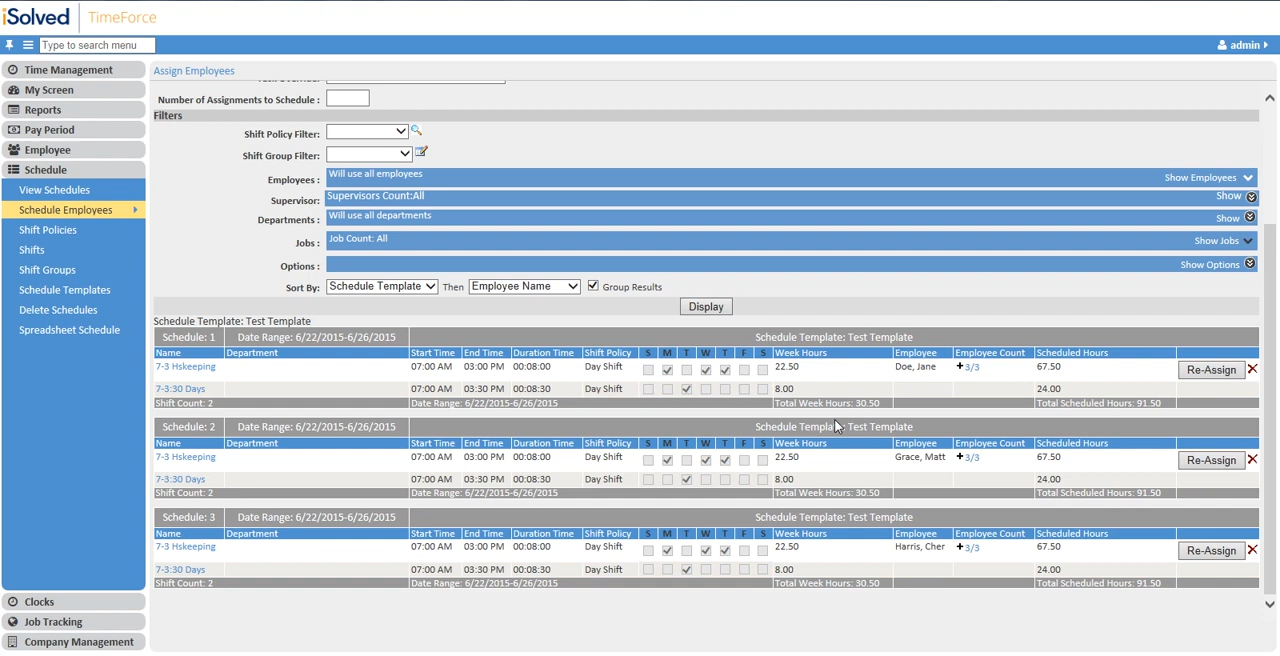 iSolved TimeForce
Type to search menu admin
Time Management
My Screen
Reports
Pay Period
Employee
Schedule
View Schedules
Schedule Employees
Shift Policies
Shifts
Shift Groups
Schedule Templates
Delete Schedules
Spreadsheet Schedule
Clocks
Job Tracking
Company Management
Assign Employees
Number of Assignments to Schedule :
Filters
Shift Policy Filter:
Shift Group Filter:
Employees : Will use all employees Show Employees
Supervisor: Supervisors Count:All Show
Departments : Will use all departments Show
Jobs : Job Count: All Show Jobs
Options : Show Options
Sort By: Schedule Template Then Employee Name Group Results
Display
Schedule Template: Test Template
Schedule: 1 Date Range: 6/22/2015-6/26/2015 Schedule Template: Test Template
Name Department Start Time End Time Duration Time Shift Policy S M T W T F S Week Hours Employee Employee Count Scheduled Hours
7-3 Hskeeping 07:00 AM 03:00 PM 00:08:00 Day Shift 22.50 Doe, Jane +3/3 67.50 Re-Assign
7-3:30 Days 07:00 AM 03:30 PM 00:08:30 Day Shift 8.00 24.00
Shift Count: 2 Date Range: 6/22/2015-6/26/2015 Total Week Hours: 30.50 Total Scheduled Hours: 91.50
Schedule: 2 Date Range: 6/22/2015-6/26/2015 Schedule Template: Test Template
Name Department Start Time End Time Duration Time Shift Policy S M T W T F S Week Hours Employee Employee Count Scheduled Hours
7-3 Hskeeping 07:00 AM 03:00 PM 00:08:00 Day Shift 22.50 Grace, Matt +3/3 67.50 Re-Assign
7-3:30 Days 07:00 AM 03:30 PM 00:08:30 Day Shift 8.00 24.00
Shift Count: 2 Date Range: 6/22/2015-6/26/2015 Total Week Hours: 30.50 Total Scheduled Hours: 91.50
Schedule: 3 Date Range: 6/22/2015-6/26/2015 Schedule Template: Test Template
Name Department Start Time End Time Duration Time Shift Policy S M T W T F S Week Hours Employee Employee Count Scheduled Hours
7-3 Hskeeping 07:00 AM 03:00 PM 00:08:00 Day Shift 22.50 Harris, Cher +3/3 67.50 Re-Assign
7-3:30 Days 07:00 AM 03:30 PM 00:08:30 Day Shift 8.00 24.00
Shift Count: 2 Date Range: 6/22/2015-6/26/2015 Total Week Hours: 30.50 Total Scheduled Hours: 91.50